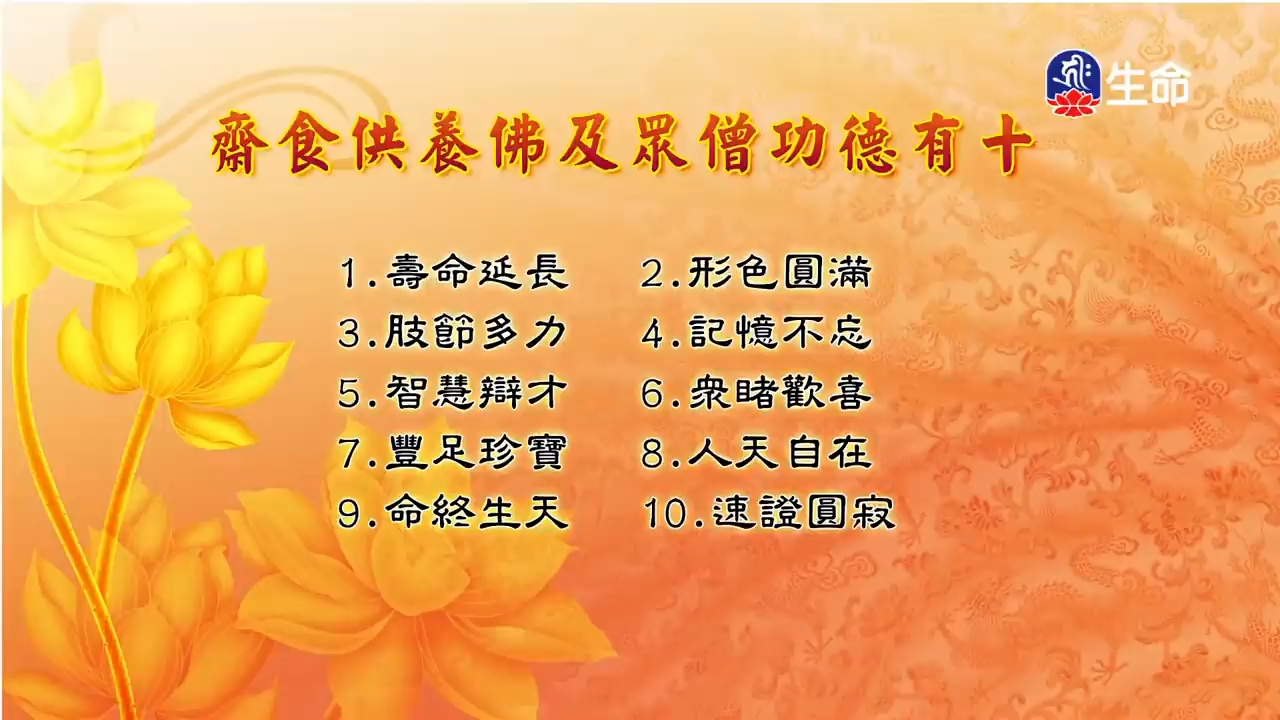 生命
齋食供養佛及眾僧功德有十
1.壽命延長 2.形色圓滿
3.肢節多力 4.記憶不忘
5.智慧辯才 6.衆睹歡喜
7.豐足珍寶 8.人天自在
9.命終生天 10.速證圓寂